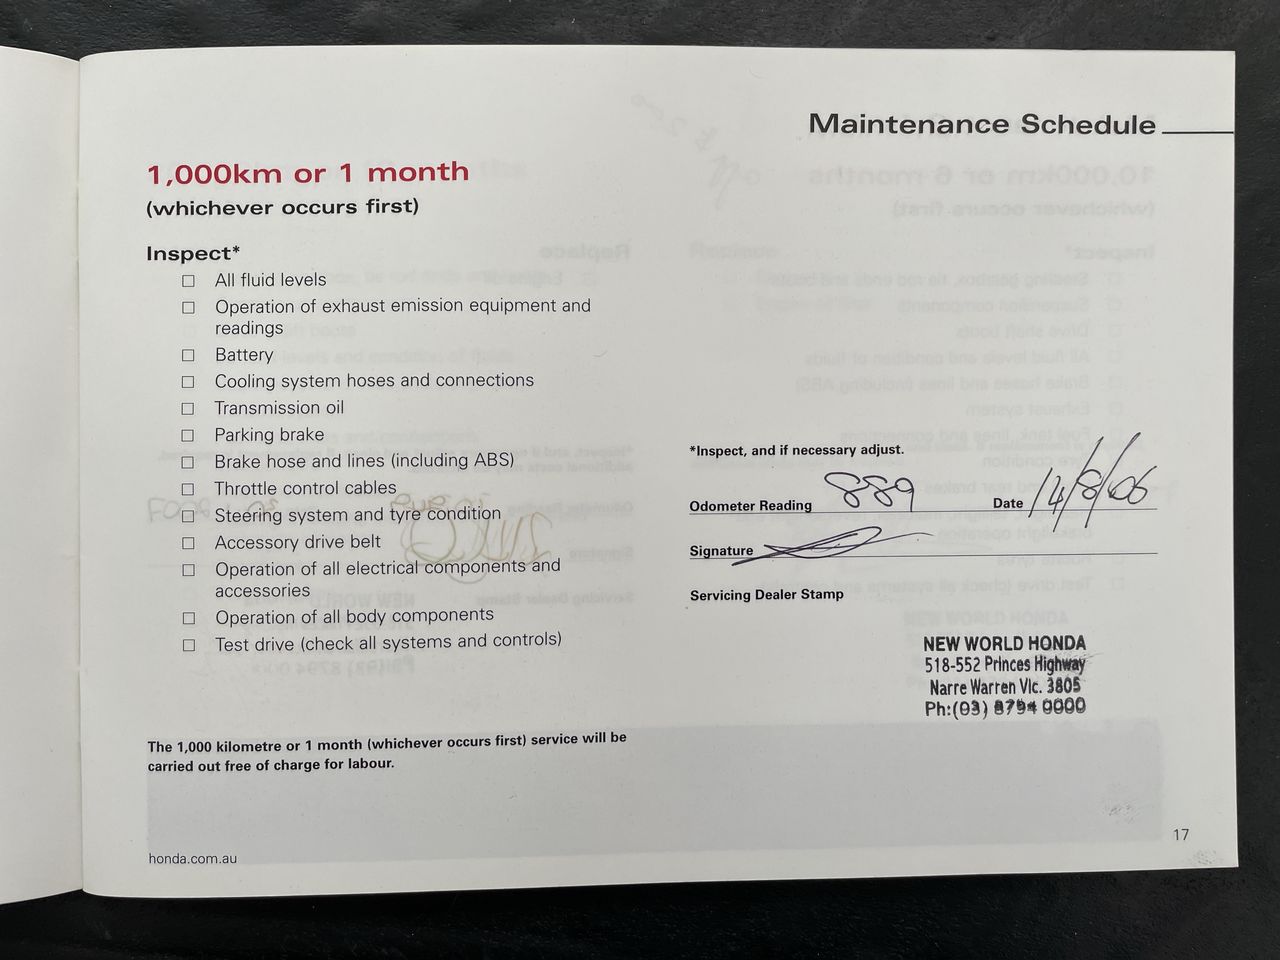 Maintenance Schedule
1,000km or 1 month
(whichever occurs first)
Inspect*
☐ All fluid levels
☐ Operation of exhaust emission equipment and
readings
☐ Battery
☐ Cooling system hoses and connections
☐ Transmission oil
☐ Parking brake
☐ Brake hose and lines (including ABS)
☐ Throttle control cables
☐ Steering system and tyre condition
☐ Accessory drive belt
☐ Operation of all electrical components and
accessories
☐ Operation of all body components
☐ Test drive (check all systems and controls)
The 1,000 kilometre or 1 month (whichever occurs first) service will be
carried out free of charge for labour.
*Inspect, and if necessary adjust.
Odometer Reading 889 Date 14/8/06
Signature
Servicing Dealer Stamp
NEW WORLD HONDA
518-552 Princes Highway
Narre Warren Vic. 3805
Ph:(03) 8794 0000
17
honda.com.au